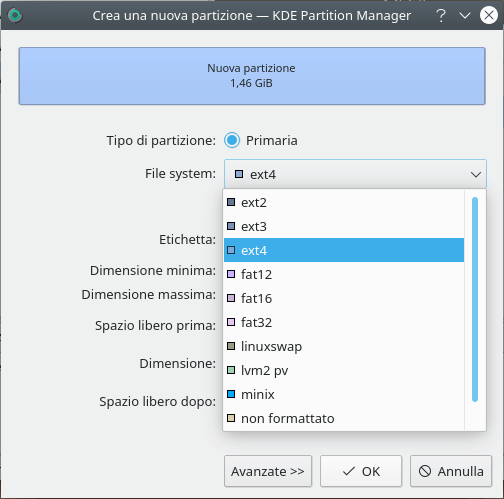 Crea una nuova partizione — KDE Partition Manager
Nuova partizione
1,46 GiB
Tipo di partizione:
Primaria
File system:
ext4
ext2
ext3
ext4
fat12
fat16
fat32
linuxswap
lvm2 pv
minix
non formattato
Etichetta:
Dimensione minima:
Dimensione massima:
Spazio libero prima:
Dimensione:
Spazio libero dopo:
Avanzate >>
OK
Annulla